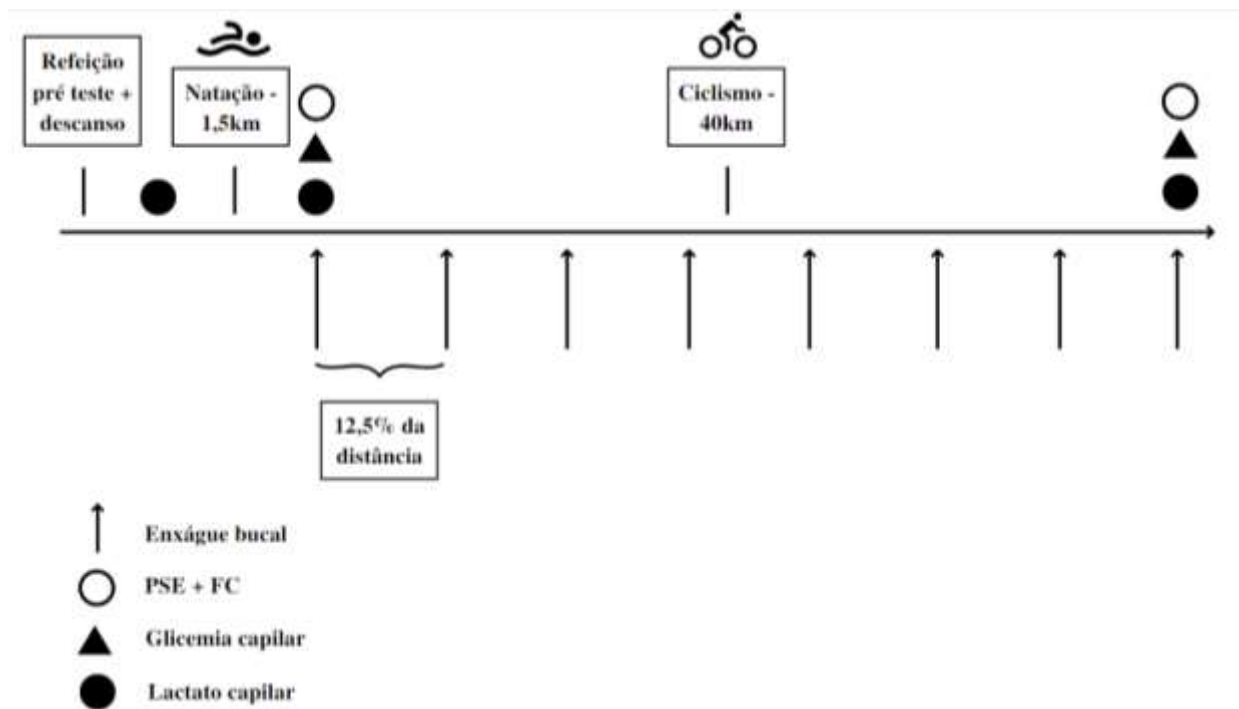 Refeição
pré teste +
descanso
Natação -
1,5km
Ciclismo -
40km
12,5% da
distância
Enxágue bucal
PSE + FC
Glicemia capilar
Lactato capilar